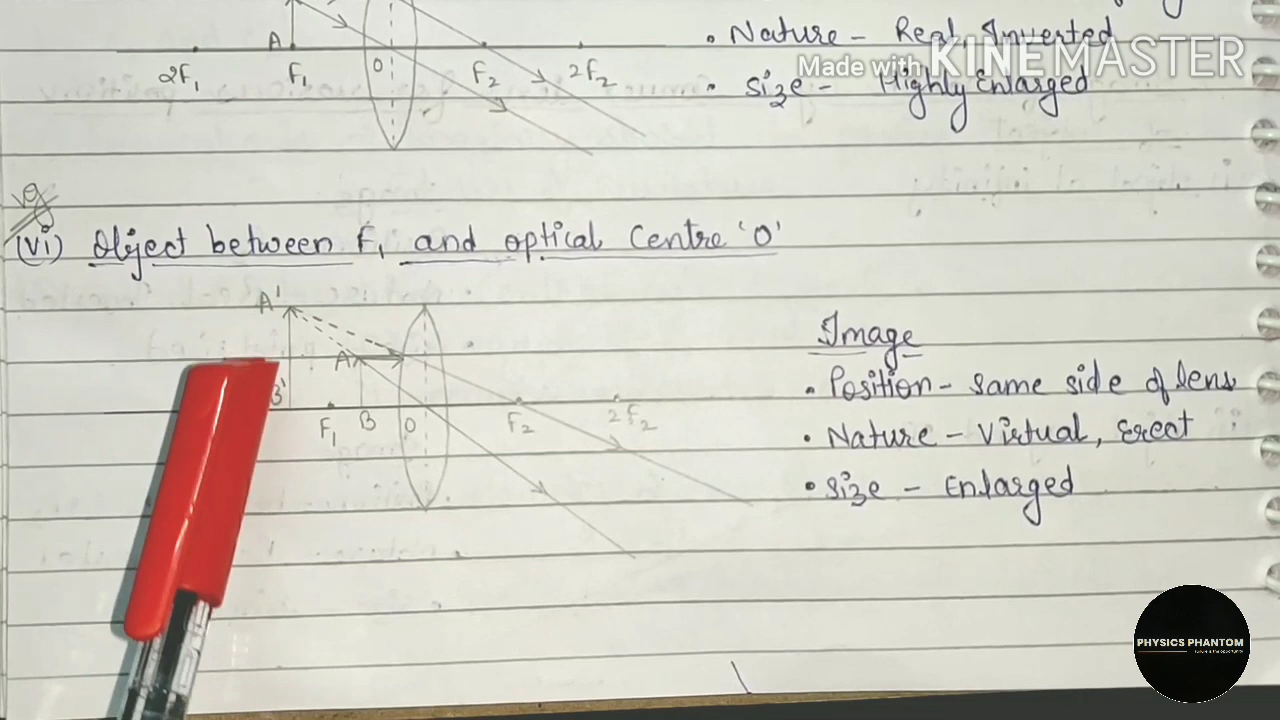 • Nature - Real, Inverted
Made with KINEMASTER
• Size - Highly Enlarged
A
2F₁ F₁ O F₂ 2F₂
(vi) Object between F₁ and optical Centre 'O'
A'
A
B' F₁ B O F₂ 2F₂
Image
• Position - same side of lens
• Nature - Virtual, Erect
• Size - Enlarged
PHYSICS PHANTOM